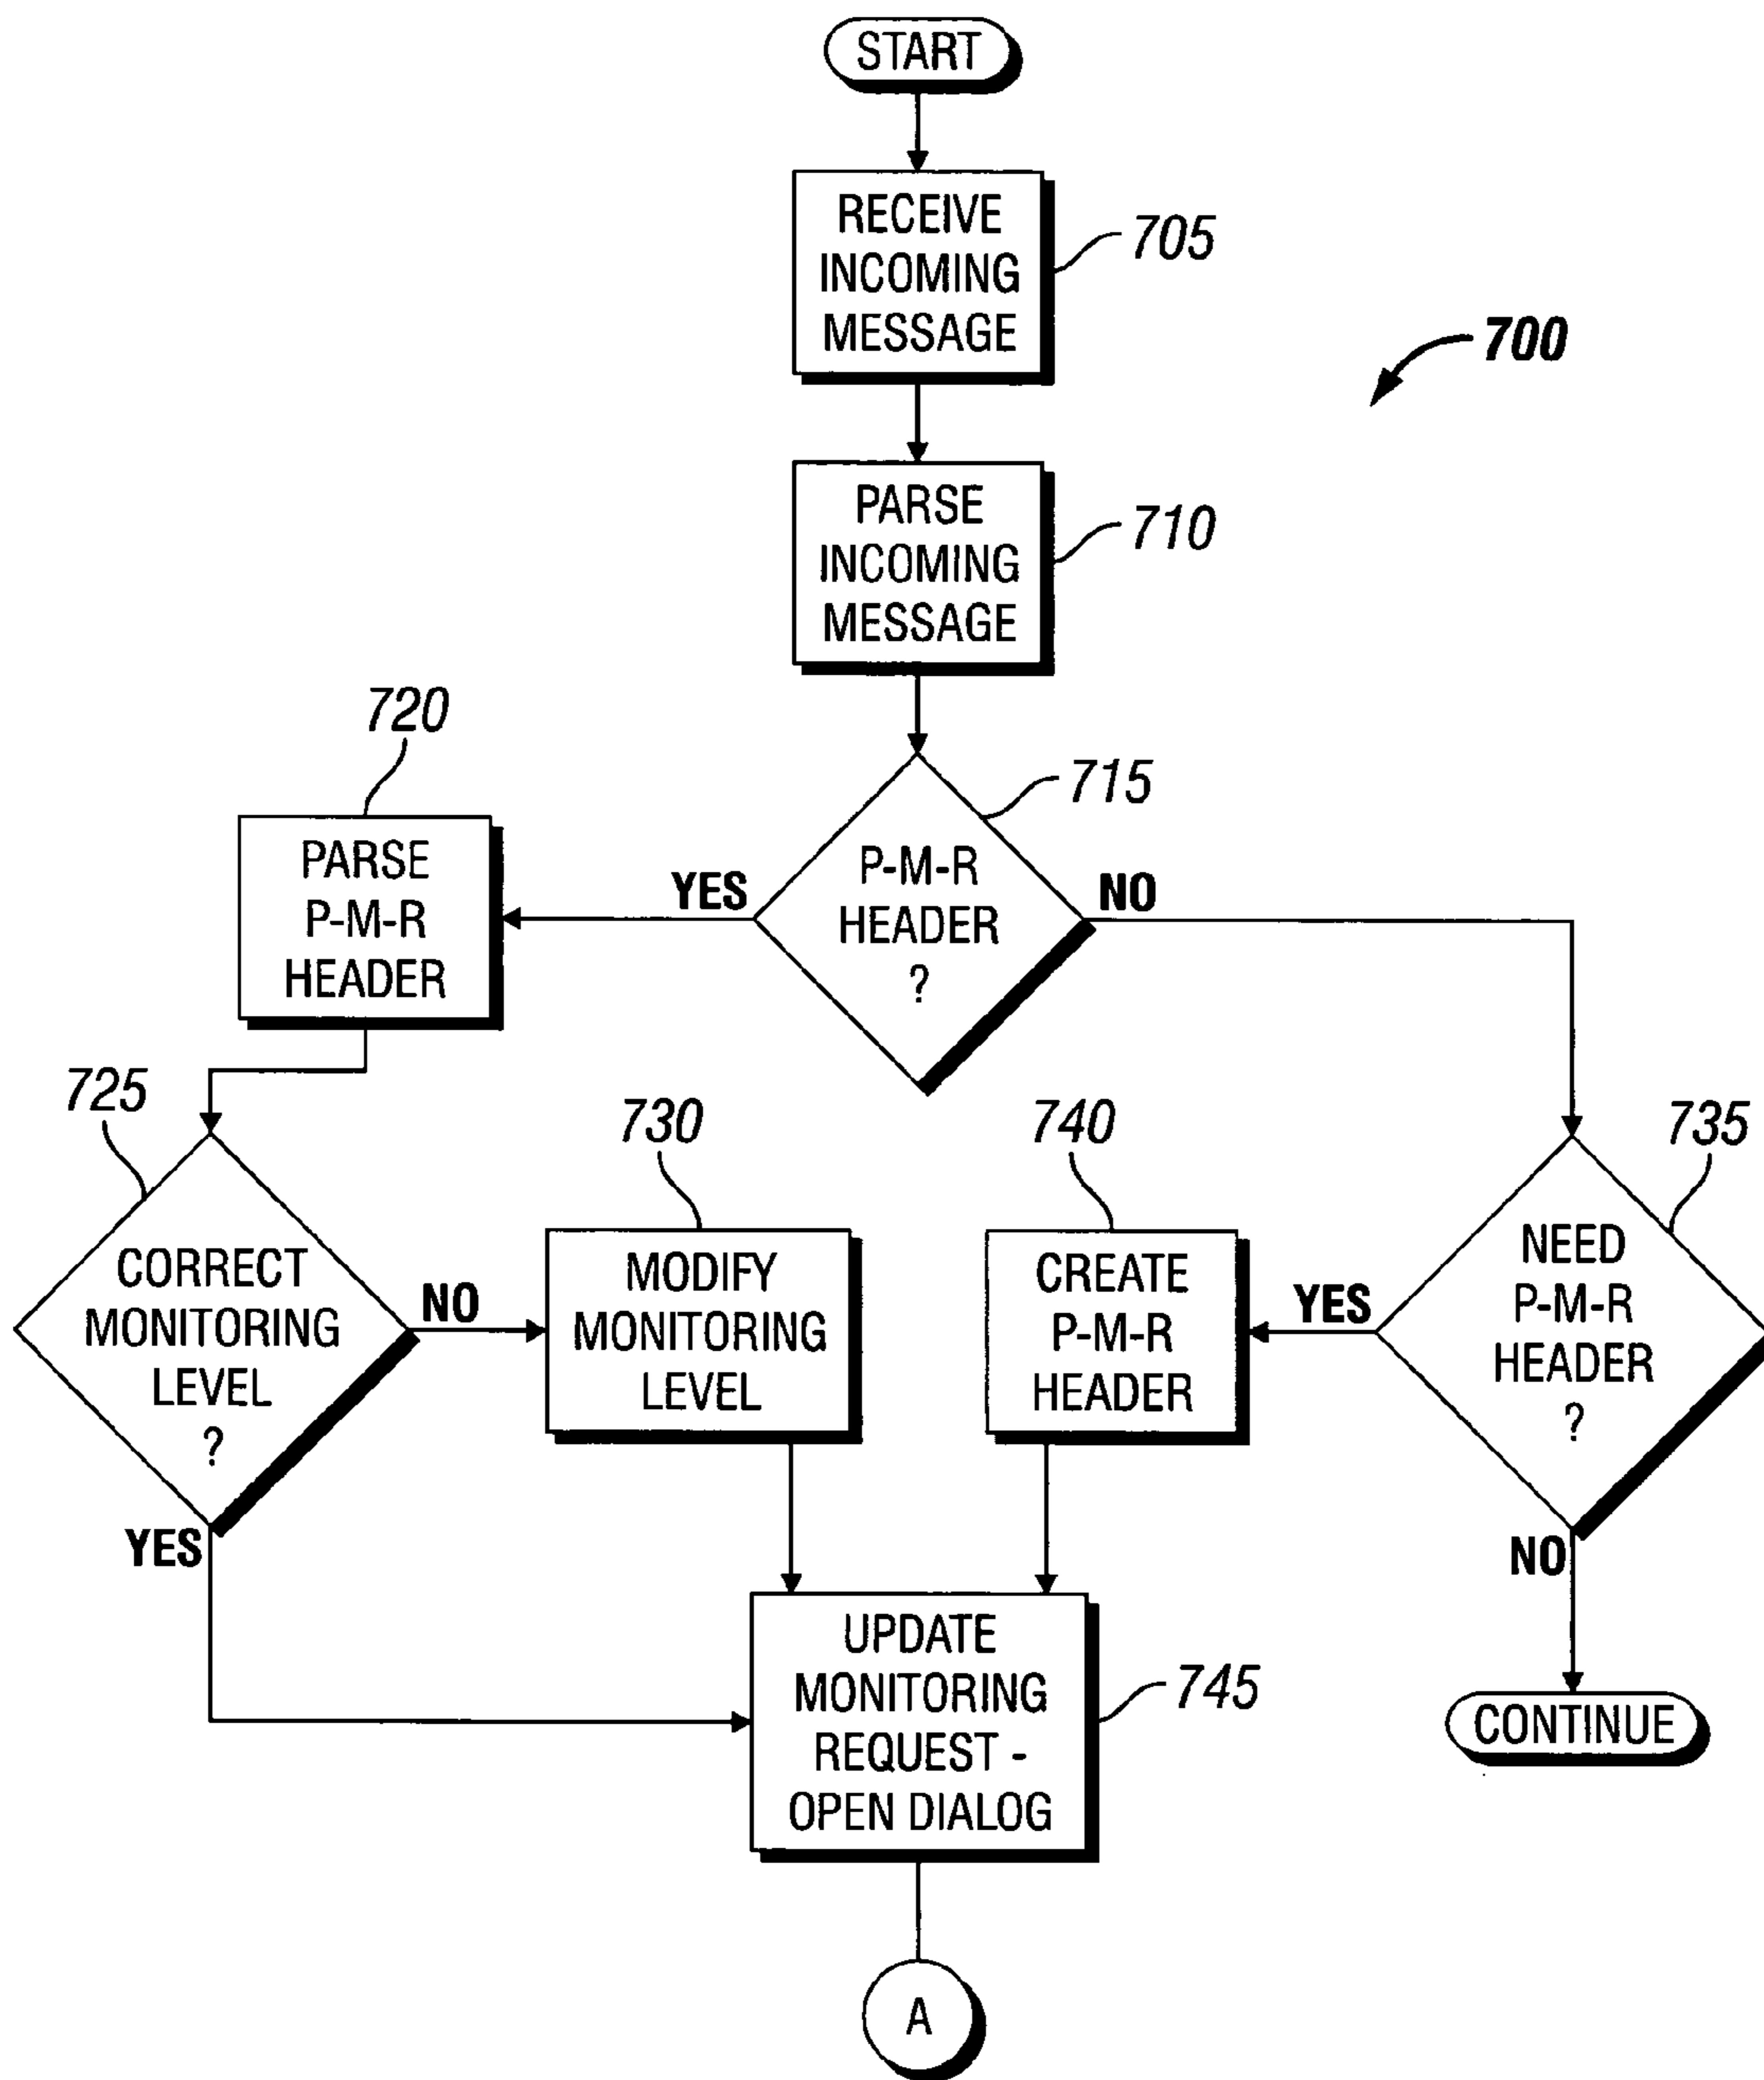 START
RECEIVE
INCOMING
MESSAGE
705
700
PARSE
INCOMING
MESSAGE
710
720
715
PARSE
P-M-R
HEADER
YES
P-M-R
HEADER
?
NO
725
730
740
735
CORRECT
MONITORING
LEVEL
?
NO
MODIFY
MONITORING
LEVEL
CREATE
P-M-R
HEADER
YES
NEED
P-M-R
HEADER
?
YES
NO
UPDATE
MONITORING
REQUEST -
OPEN DIALOG
745
CONTINUE
A